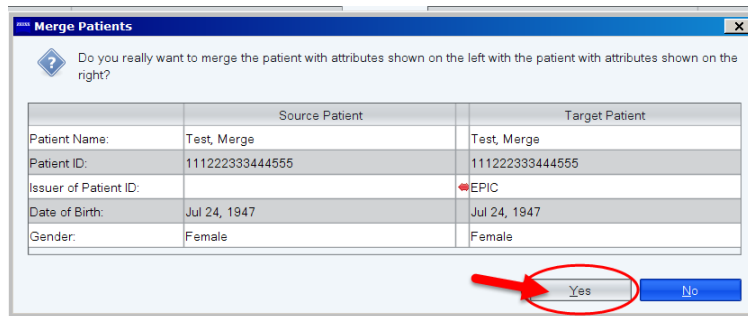 ZEISS Merge Patients
Do you really want to merge the patient with attributes shown on the left with the patient with attributes shown on the
right?
Source Patient Target Patient
Patient Name: Test, Merge Test, Merge
Patient ID: 111222333444555 111222333444555
Issuer of Patient ID: EPIC
Date of Birth: Jul 24, 1947 Jul 24, 1947
Gender: Female Female
Yes No